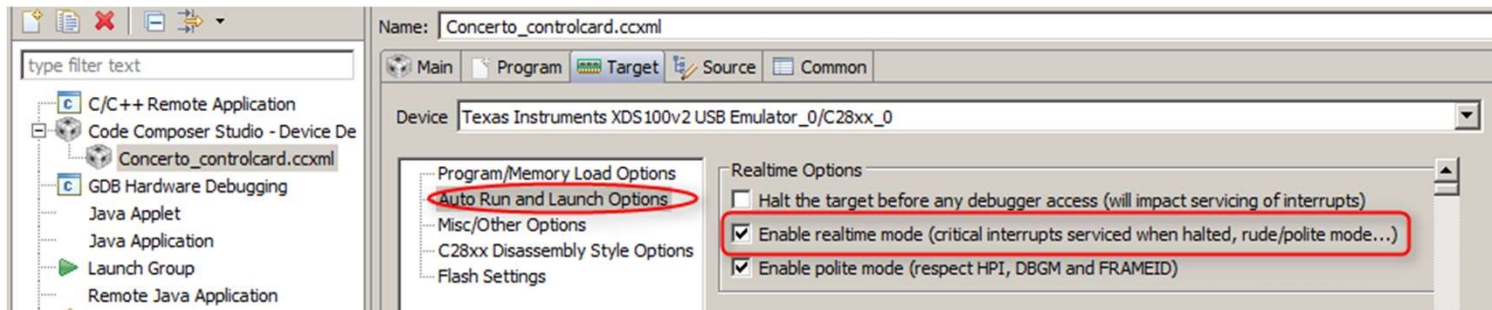 type filter text
C/C++ Remote Application
Code Composer Studio - Device De
Concerto_controlcard.ccxml
GDB Hardware Debugging
Java Applet
Java Application
Launch Group
Remote Java Application
Name: Concerto_controlcard.ccxml
Main Program Target Source Common
Device Texas Instruments XDS100v2 USB Emulator_0/C28xx_0
Program/Memory Load Options
Auto Run and Launch Options
Misc/Other Options
C28xx Disassembly Style Options
Flash Settings
Realtime Options
Halt the target before any debugger access (will impact servicing of interrupts)
Enable realtime mode (critical interrupts serviced when halted, rude/polite mode...)
Enable polite mode (respect HPI, DBGM and FRAMEID)